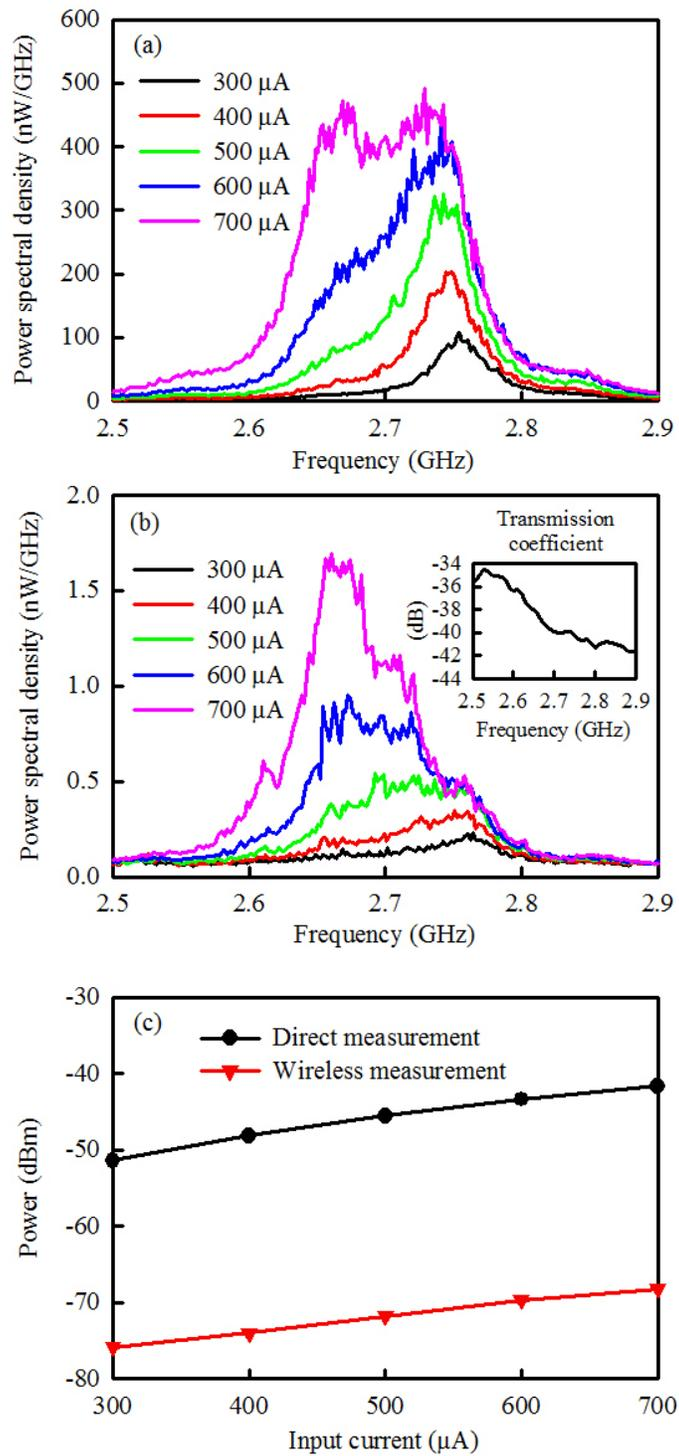 600
(a)
500
300 µA
400 µA
400
500 µA
600 µA
300
700 µA
200
100
0
Power spectral density (nW/GHz)
2.5 2.6 2.7 2.8 2.9
Frequency (GHz)
2.0
(b)
Transmission
coefficient
300 µA
1.5
400 µA
500 µA
1.0
600 µA
700 µA
0.5
0.0
Power spectral density (nW/GHz)
-34
-36
-38
-40
-42
-44
(dB)
2.5 2.6 2.7 2.8 2.9
Frequency (GHz)
2.5 2.6 2.7 2.8 2.9
Frequency (GHz)
-30
(c)
Direct measurement
Wireless measurement
-40
-50
-60
-70
-80
Power (dBm)
300 400 500 600 700
Input current (µA)